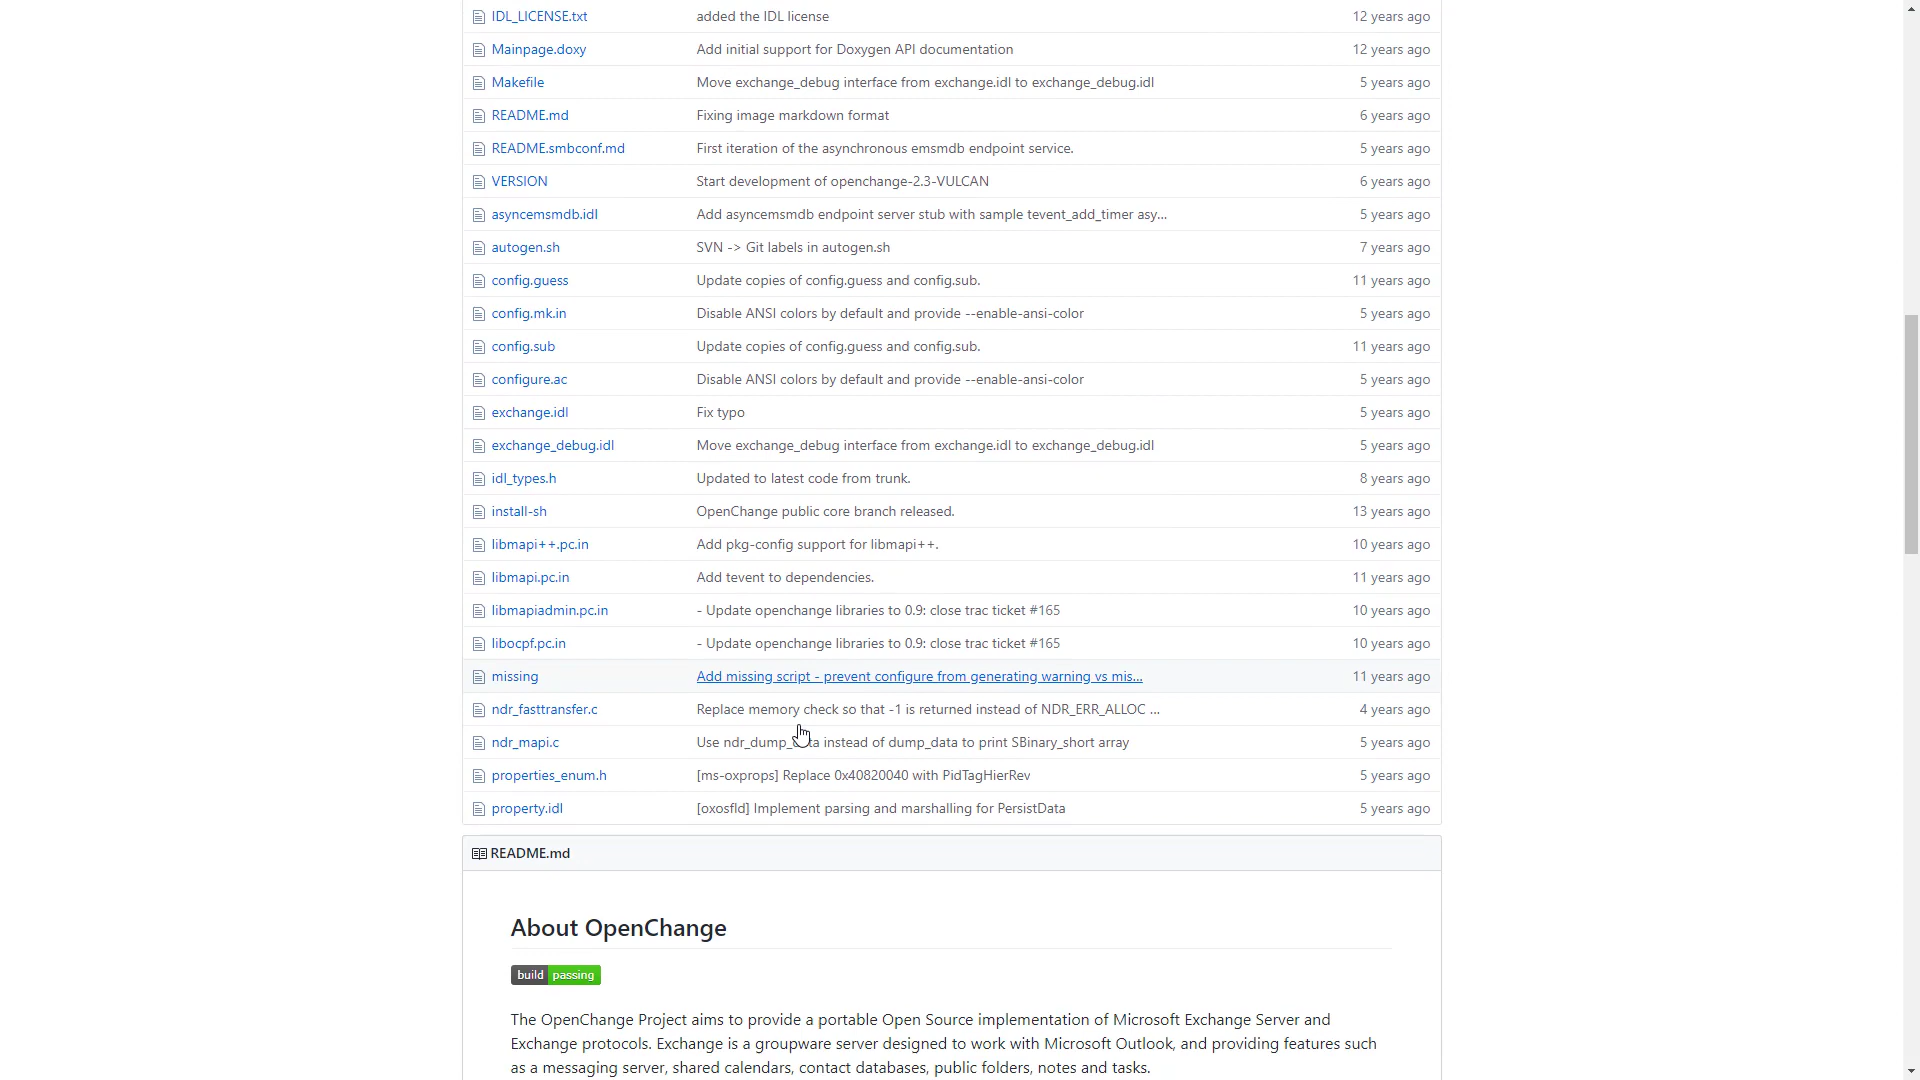 IDL_LICENSE.txt added the IDL license 12 years ago
Mainpage.doxy Add initial support for Doxygen API documentation 12 years ago
Makefile Move exchange_debug interface from exchange.idl to exchange_debug.idl 5 years ago
README.md Fixing image markdown format 6 years ago
README.smbconf.md First iteration of the asynchronous emsmdb endpoint service. 5 years ago
VERSION Start development of openchange-2.3-VULCAN 6 years ago
asyncemsmdb.idl Add asyncemsmdb endpoint server stub with sample tevent_add_timer asy... 5 years ago
autogen.sh SVN -> Git labels in autogen.sh 7 years ago
config.guess Update copies of config.guess and config.sub. 11 years ago
config.mk.in Disable ANSI colors by default and provide --enable-ansi-color 5 years ago
config.sub Update copies of config.guess and config.sub. 11 years ago
configure.ac Disable ANSI colors by default and provide --enable-ansi-color 5 years ago
exchange.idl Fix typo 5 years ago
exchange_debug.idl Move exchange_debug interface from exchange.idl to exchange_debug.idl 5 years ago
idl_types.h Updated to latest code from trunk. 8 years ago
install-sh OpenChange public core branch released. 13 years ago
libmapi++.pc.in Add pkg-config support for libmapi++. 10 years ago
libmapi.pc.in Add tevent to dependencies. 11 years ago
libmapiadmin.pc.in - Update openchange libraries to 0.9: close trac ticket #165 10 years ago
libocpf.pc.in - Update openchange libraries to 0.9: close trac ticket #165 10 years ago
missing Add missing script - prevent configure from generating warning vs mis... 11 years ago
ndr_fasttransfer.c Replace memory check so that -1 is returned instead of NDR_ERR_ALLOC ... 4 years ago
ndr_mapi.c Use ndr_dump_data instead of dump_data to print SBinary_short array 5 years ago
properties_enum.h [ms-oxprops] Replace 0x40820040 with PidTagHierRev 5 years ago
property.idl [oxosfld] Implement parsing and marshalling for PersistData 5 years ago
README.md
About OpenChange
build passing
The OpenChange Project aims to provide a portable Open Source implementation of Microsoft Exchange Server and
Exchange protocols. Exchange is a groupware server designed to work with Microsoft Outlook, and providing features such
as a messaging server, shared calendars, contact databases, public folders, notes and tasks.